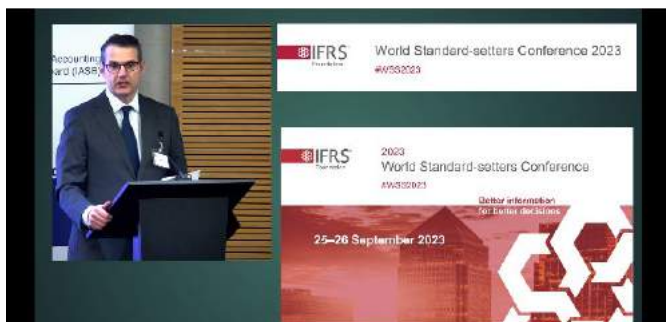 Accounting
ard (IASB)
IFRS
Foundation
World Standard-setters Conference 2023
#WSS2023
IFRS
Foundation
2023
World Standard-setters Conference
#WSS2023
Better information
for better decisions
25–26 September 2023